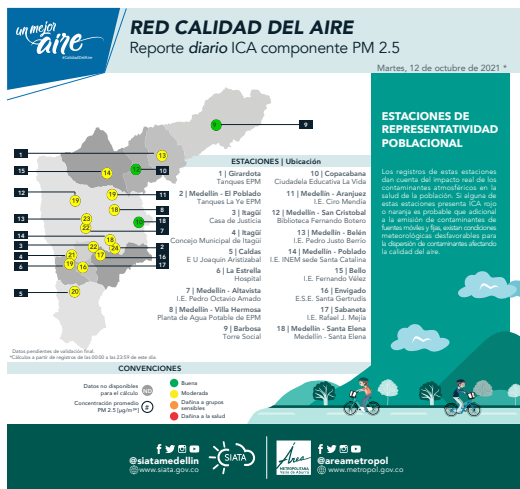 un mejor
aire
#CalidadDelAire
RED CALIDAD DEL AIRE
Reporte diario ICA componente PM 2.5
Martes, 12 de octubre de 2021 *
ESTACIONES DE
REPRESENTATIVIDAD
POBLACIONAL
Los registros de estas estaciones
dan cuenta del impacto real de los
contaminantes atmosféricos en la
salud de la población. Si alguno de
estas estaciones presenta ICA rojo
o naranja es probable que adicional
a la emisión de contaminantes de
fuentes móviles y fijas, existan condiciones
meteorológicas desfavorables para
la dispersión de contaminantes afectando
la calidad del aire.
ESTACIONES | Ubicación
1 | Girardota
Tanques EPM
2 | Medellín - El Poblado
Tanques La Ye EPM
3 | Itagüí
Casa de Justicia
4 | Itagüí
Concejo Municipal de Itagüí
5 | Caldas
E U Joaquín Aristizabal
6 | La Estrella
Hospital
7 | Medellín - Altavista
I.E. Pedro Octavio Amado
8 | Medellín - Villa Hermosa
Planta de Agua Potable de EPM
9 | Barbosa
Torre Social
10 | Copacabana
Ciudadela Educativa La Vida
11 | Medellín - Aranjuez
I.E. Ciro Mendía
12 | Medellín - San Cristobal
Biblioteca Fernando Botero
13 | Medellín - Belén
I.E. Pedro Justo Berrio
14 | Medellín - Poblado
I.E. INEM sede Santa Catalina
15 | Bello
I.E. Fernando Vélez
16 | Envigado
E.S.E. Santa Gertrudis
17 | Sabaneta
I.E. Rafael J. Mejía
18 | Medellín - Santa Elena
Medellín - Santa Elena
1
15
12
13
14
3
4
6
5
9
10
11
8
18
7
2
16
17
13
14
19
19
18
23
22
18
22
24
17
21
19
16
20
Datos pendientes de validación final.
*Cálculos a partir de registros de las 00:00 a las 23:59 de este día.
CONVENCIONES
Datos no disponibles
para el cálculo
ND
Concentración promedio
PM 2.5 [µg/m³]
#
Buena
Moderada
Dañina a grupos
sensibles
Dañina a la salud
@siatamedellin
www.siata.gov.co
SIATA
Área
METROPOLITANA
Valle de Aburrá
@areametropol
www.metropol.gov.co